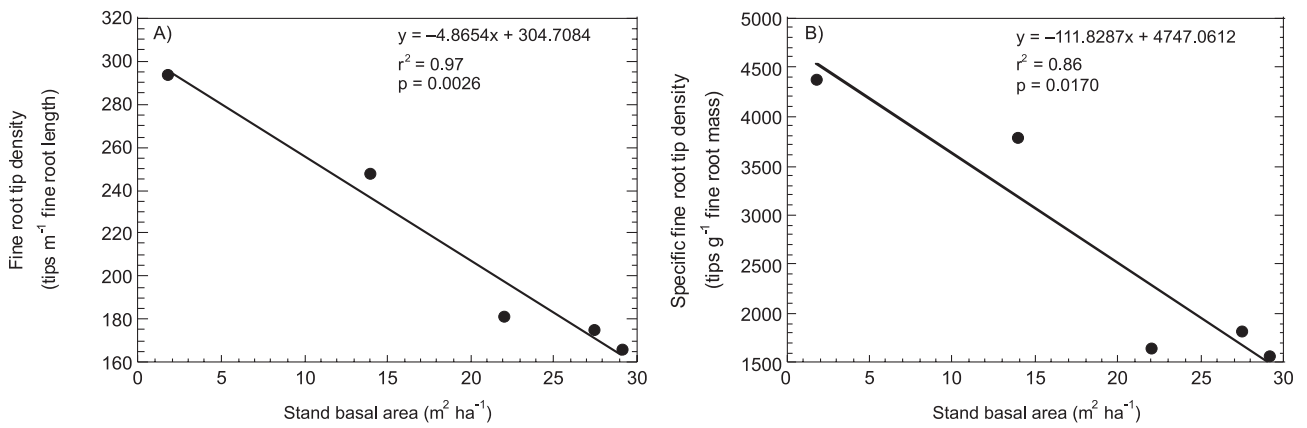 A)
y = –4.8654x + 304.7084
r² = 0.97
p = 0.0026
Fine root tip density
(tips m⁻¹ fine root length)
320
300
280
260
240
220
200
180
160
0 5 10 15 20 25 30
Stand basal area (m² ha⁻¹)
B)
y = –111.8287x + 4747.0612
r² = 0.86
p = 0.0170
Specific fine root tip density
(tips g⁻¹ fine root mass)
5000
4500
4000
3500
3000
2500
2000
1500
0 5 10 15 20 25 30
Stand basal area (m² ha⁻¹)